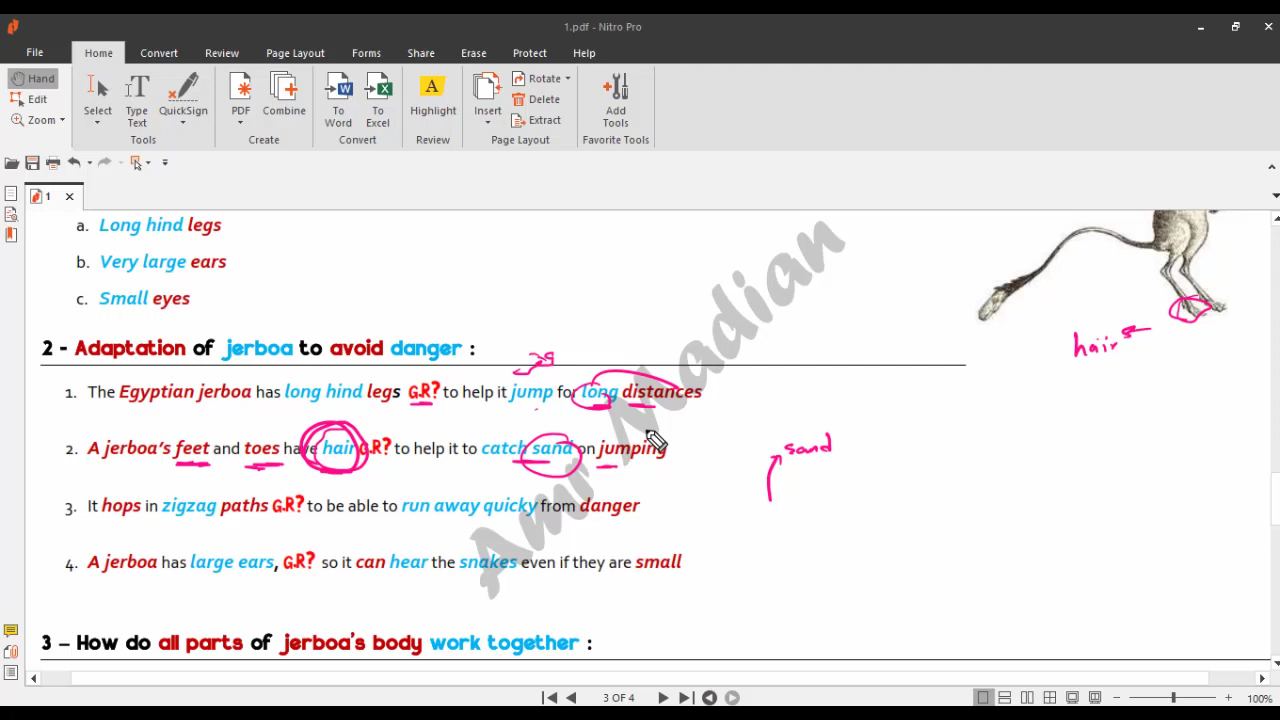 1.pdf - Nitro Pro
File Home Convert Review Page Layout Forms Share Erase Protect Help
Hand
Edit
Zoom
Select
Type Text
QuickSign
Tools
PDF
Combine
Create
To Word
To Excel
Convert
Highlight
Review
Insert
Rotate
Delete
Extract
Page Layout
Add Tools
Favorite Tools
1
a. Long hind legs
b. Very large ears
c. Small eyes
hair
2 - Adaptation of jerboa to avoid danger :
1. The Egyptian jerboa has long hind legs G.R? to help it jump for long distances
2. A jerboa's feet and toes have hair G.R? to help it to catch sand on jumping
sand
3. It hops in zigzag paths G.R? to be able to run away quicky from danger
4. A jerboa has large ears, G.R? so it can hear the snakes even if they are small
3 – How do all parts of jerboa's body work together :
Amr Madian
3 OF 4
100%